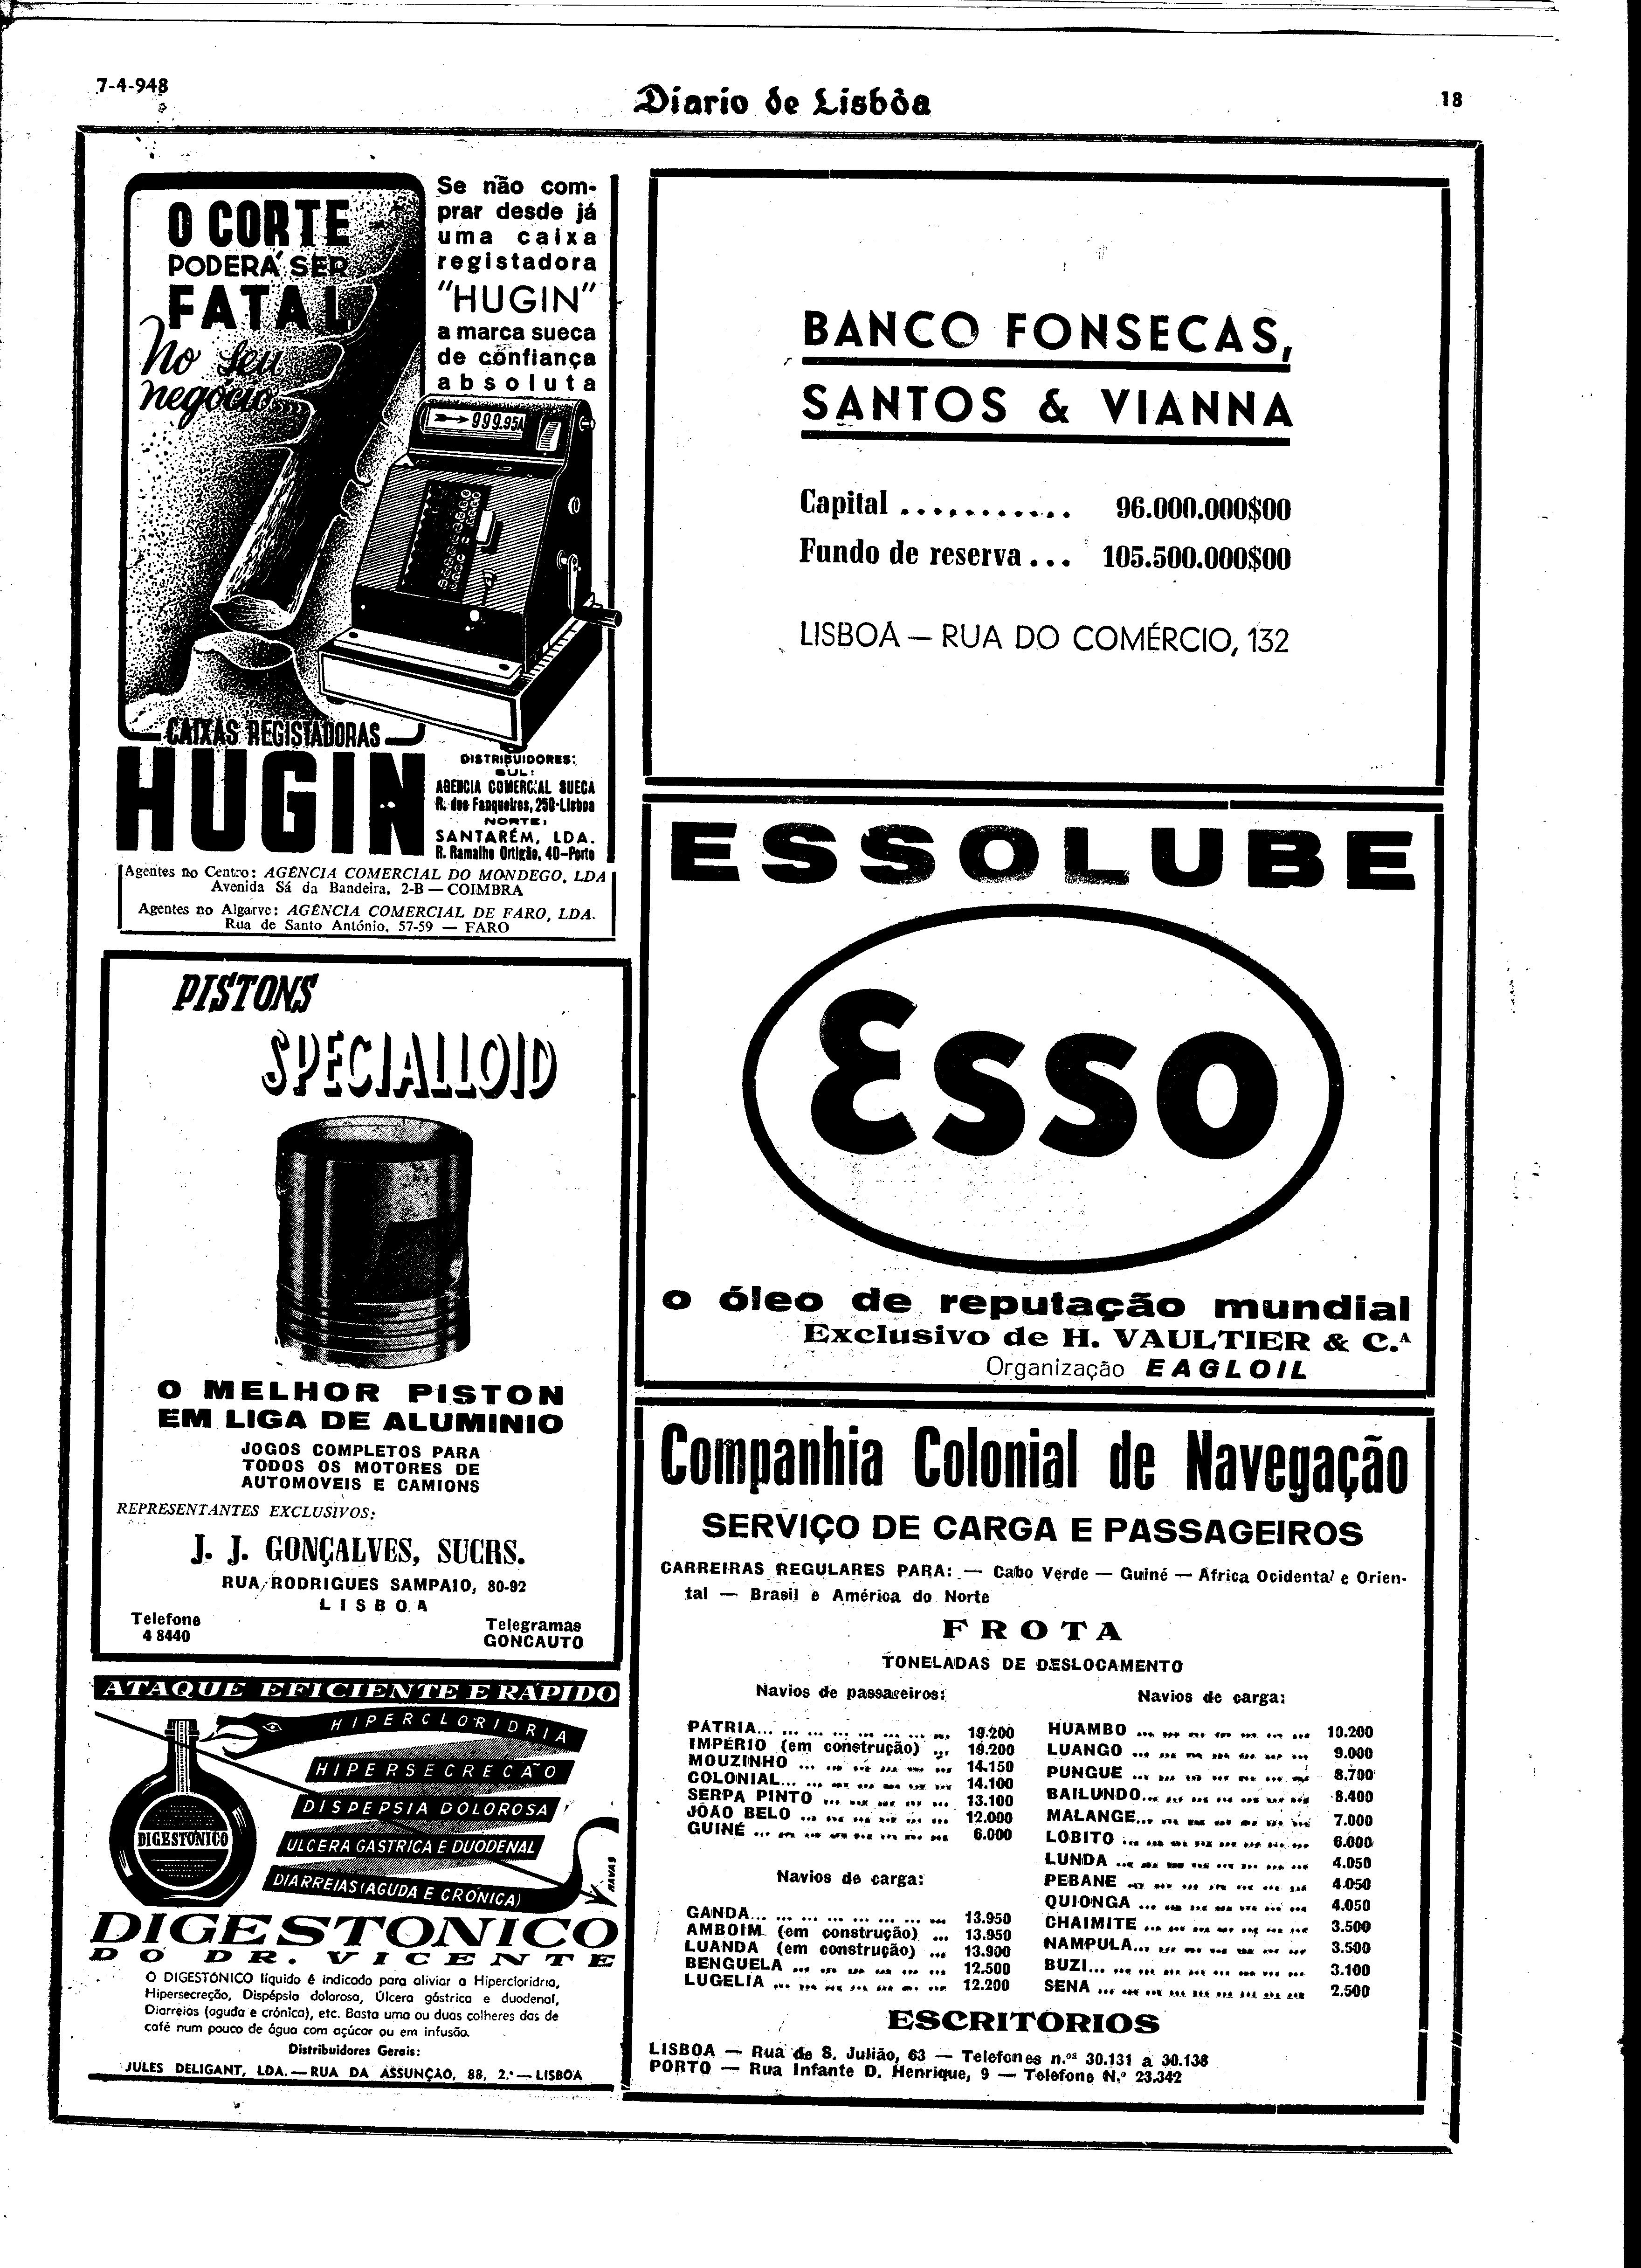 7-4-948
Diario de Lisbôa
18
O CORTE
PODERÁ SER
FATAL
No seu
negócio...
Se não com-
prar desde já
uma caixa
registadora
"HUGIN"
a marca sueca
de confiança
absoluta
999.95
CAIXAS REGISTADORAS
HUGIN
DISTRIBUIDORES:
SUL:
AGENCIA COMERCIAL SUECA
R. dos Fanqueiros, 250-Lisboa
NORTE:
SANTARÉM, LDA.
R. Ramalho Ortigão, 40-Porto
Agentes no Centro: AGÊNCIA COMERCIAL DO MONDEGO, LDA
Avenida Sá da Bandeira, 2-B — COIMBRA
Agentes no Algarve: AGÊNCIA COMERCIAL DE FARO, LDA.
Rua de Santo António, 57-59 — FARO
BANCO FONSECAS,
SANTOS & VIANNA
Capital ........... 96.000.000$00
Fundo de reserva... 105.500.000$00
LISBOA — RUA DO COMÉRCIO, 132
ESSOLUBE
Esso
o óleo de reputação mundial
Exclusivo de H. VAULTIER & C.ᴬ
Organização EAGLOIL
PISTONS
SPECIALLOID
O MELHOR PISTON
EM LIGA DE ALUMINIO
JOGOS COMPLETOS PARA
TODOS OS MOTORES DE
AUTOMOVEIS E CAMIONS
REPRESENTANTES EXCLUSIVOS:
J. J. GONÇALVES, SUCRS.
RUA RODRIGUES SAMPAIO, 80-92
LISBOA
Telefone
4 8440
Telegramas
GONCAUTO
ATAQUE EFICIENTE E RÁPIDO
HIPERCLORIDRIA
HIPERSECRECÃO
DISPEPSIA DOLOROSA
ULCERA GASTRICA E DUODENAL
DIARREIAS (AGUDA E CRONICA)
DIGESTONICO
HAVAS
DIGESTONICO
DO DR. VICENTE
O DIGESTÓNICO líquido é indicado para aliviar a Hipercloridria,
Hipersecreção, Dispépsia dolorosa, Úlcera gástrica e duodenal,
Diarreias (aguda e crónica), etc. Basta uma ou duas colheres das de
café num pouco de água com açúcar ou em infusão.
Distribuidores Gerais:
JULES DELIGANT, LDA. — RUA DA ASSUNÇÃO, 88, 2.º — LISBOA
Companhia Colonial de Navegação
SERVIÇO DE CARGA E PASSAGEIROS
CARREIRAS REGULARES PARA: — Cabo Verde — Guiné — Africa Ocidental e Orien-
tal — Brasil e América do Norte
FROTA
TONELADAS DE DESLOCAMENTO
Navios de passageiros:
PÁTRIA... ... ... ... ... ... ... ... 19.200
IMPÉRIO (em construção) ... 19.200
MOUZINHO ... ... ... ... ... ... 14.150
COLONIAL... ... ... ... ... ... ... 14.100
SERPA PINTO ... ... ... ... ... 13.100
JOÃO BELO ... ... ... ... ... ... 12.000
GUINÉ ... ... ... ... ... ... ... ... 6.000
Navios de carga:
GANDA... ... ... ... ... ... ... ... 13.950
AMBOIM (em construção) ... 13.950
LUANDA (em construção) ... 13.900
BENGUELA ... ... ... ... ... ... 12.500
LUGELIA ... ... ... ... ... ... ... 12.200
Navios de carga:
HUAMBO ... ... ... ... ... ... ... 10.200
LUANGO ... ... ... ... ... ... ... 9.000
PUNGUE ... ... ... ... ... ... ... 8.700
BAILUNDO... ... ... ... ... ... ... 8.400
MALANGE... ... ... ... ... ... ... 7.000
LOBITO ... ... ... ... ... ... ... ... 6.000
LUNDA ... ... ... ... ... ... ... ... 4.050
PEBANE ... ... ... ... ... ... ... 4.050
QUIONGA ... ... ... ... ... ... ... 4.050
CHAIMITE ... ... ... ... ... ... ... 3.500
NAMPULA... ... ... ... ... ... ... 3.500
BUZI... ... ... ... ... ... ... ... ... 3.100
SENA ... ... ... ... ... ... ... ... ... 2.500
ESCRITORIOS
LISBOA — Rua de S. Julião, 63 — Telefones n.ºˢ 30.131 a 30.138
PORTO — Rua Infante D. Henrique, 9 — Telefone N.º 23.342